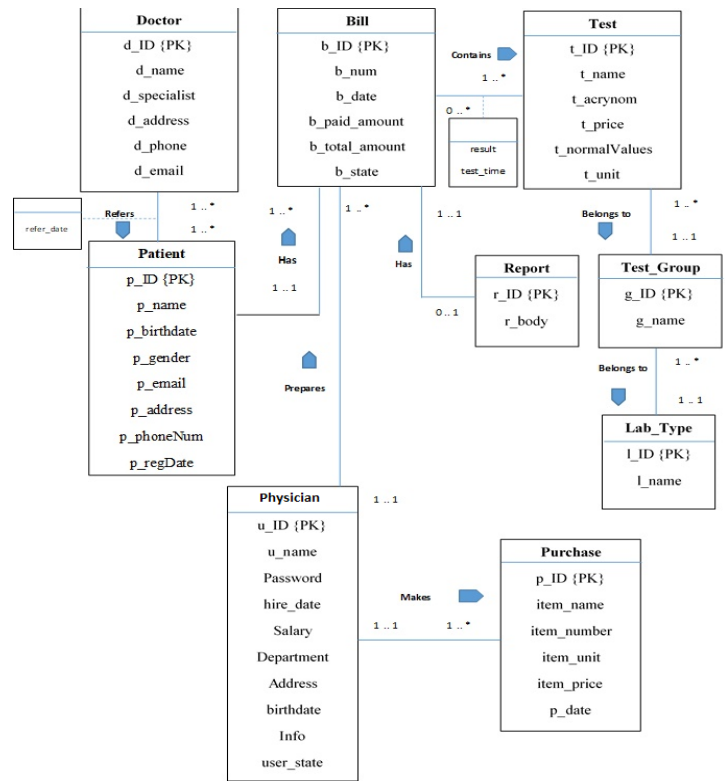 Doctor
d_ID {PK}
d_name
d_specialist
d_address
d_phone
d_email
Bill
b_ID {PK}
b_num
b_date
b_paid_amount
b_total_amount
b_state
Contains
1 .. *
0 .. *
result
test_time
Test
t_ID {PK}
t_name
t_acrynom
t_price
t_normalValues
t_unit
refer_date
Refers
1 .. *
1 .. *
Patient
p_ID {PK}
p_name
p_birthdate
p_gender
p_email
p_address
p_phoneNum
p_regDate
1 .. *
Has
1 .. 1
1 .. *
Prepares
1 .. 1
1 .. 1
Has
0 .. 1
Report
r_ID {PK}
r_body
Belongs to
1 .. *
1 .. 1
Test_Group
g_ID {PK}
g_name
Belongs to
1 .. *
1 .. 1
Lab_Type
l_ID {PK}
l_name
Physician
u_ID {PK}
u_name
Password
hire_date
Salary
Department
Address
birthdate
Info
user_state
Makes
1 .. 1
1 .. *
Purchase
p_ID {PK}
item_name
item_number
item_unit
item_price
p_date